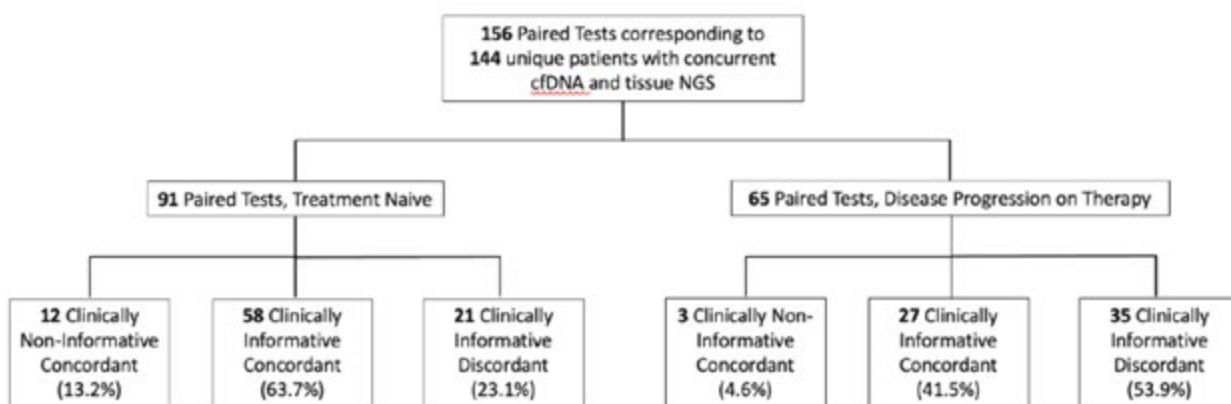 156 Paired Tests corresponding to
144 unique patients with concurrent
cfDNA and tissue NGS
91 Paired Tests, Treatment Naive
65 Paired Tests, Disease Progression on Therapy
12 Clinically
Non-Informative
Concordant
(13.2%)
58 Clinically
Informative
Concordant
(63.7%)
21 Clinically
Informative
Discordant
(23.1%)
3 Clinically Non-
Informative
Concordant
(4.6%)
27 Clinically
Informative
Concordant
(41.5%)
35 Clinically
Informative
Discordant
(53.9%)